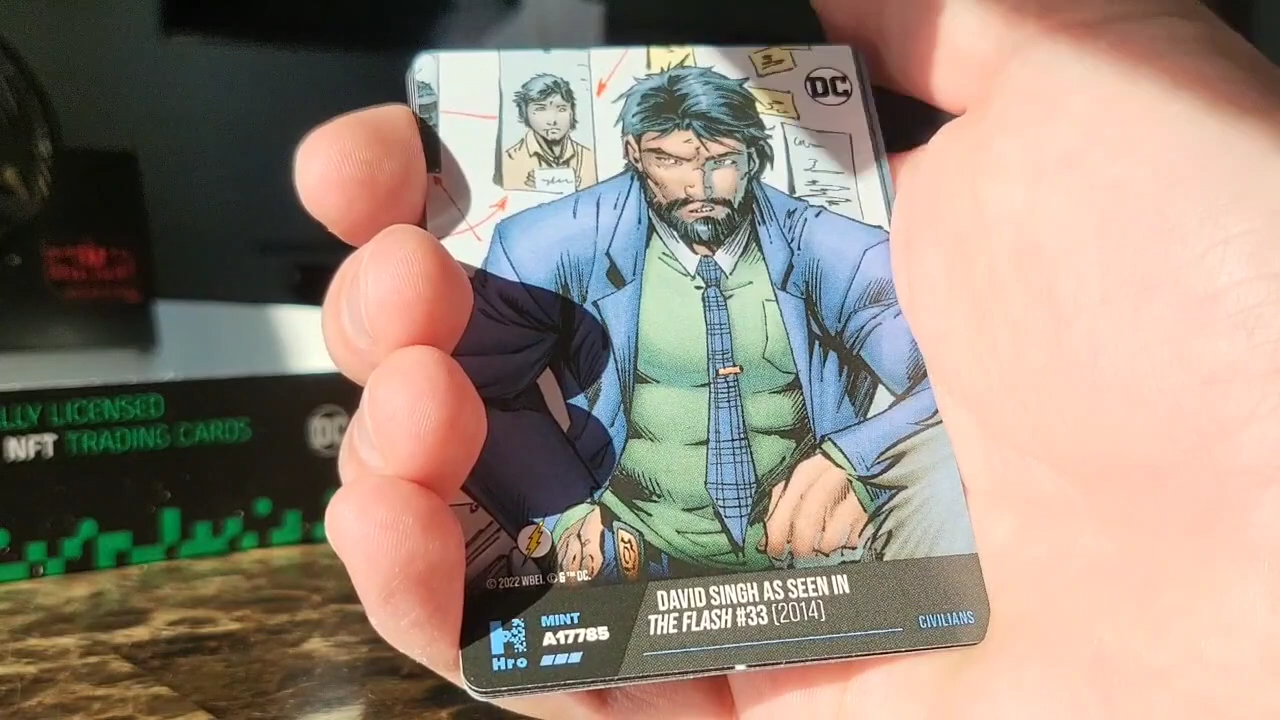 DC
LLY LICENSED
NFT TRADING CARDS
DC
© 2022 WBEI. © & ™ DC.
DAVID SINGH AS SEEN IN
THE FLASH #33 (2014)
MINT
A17785
Hro
CIVILIANS